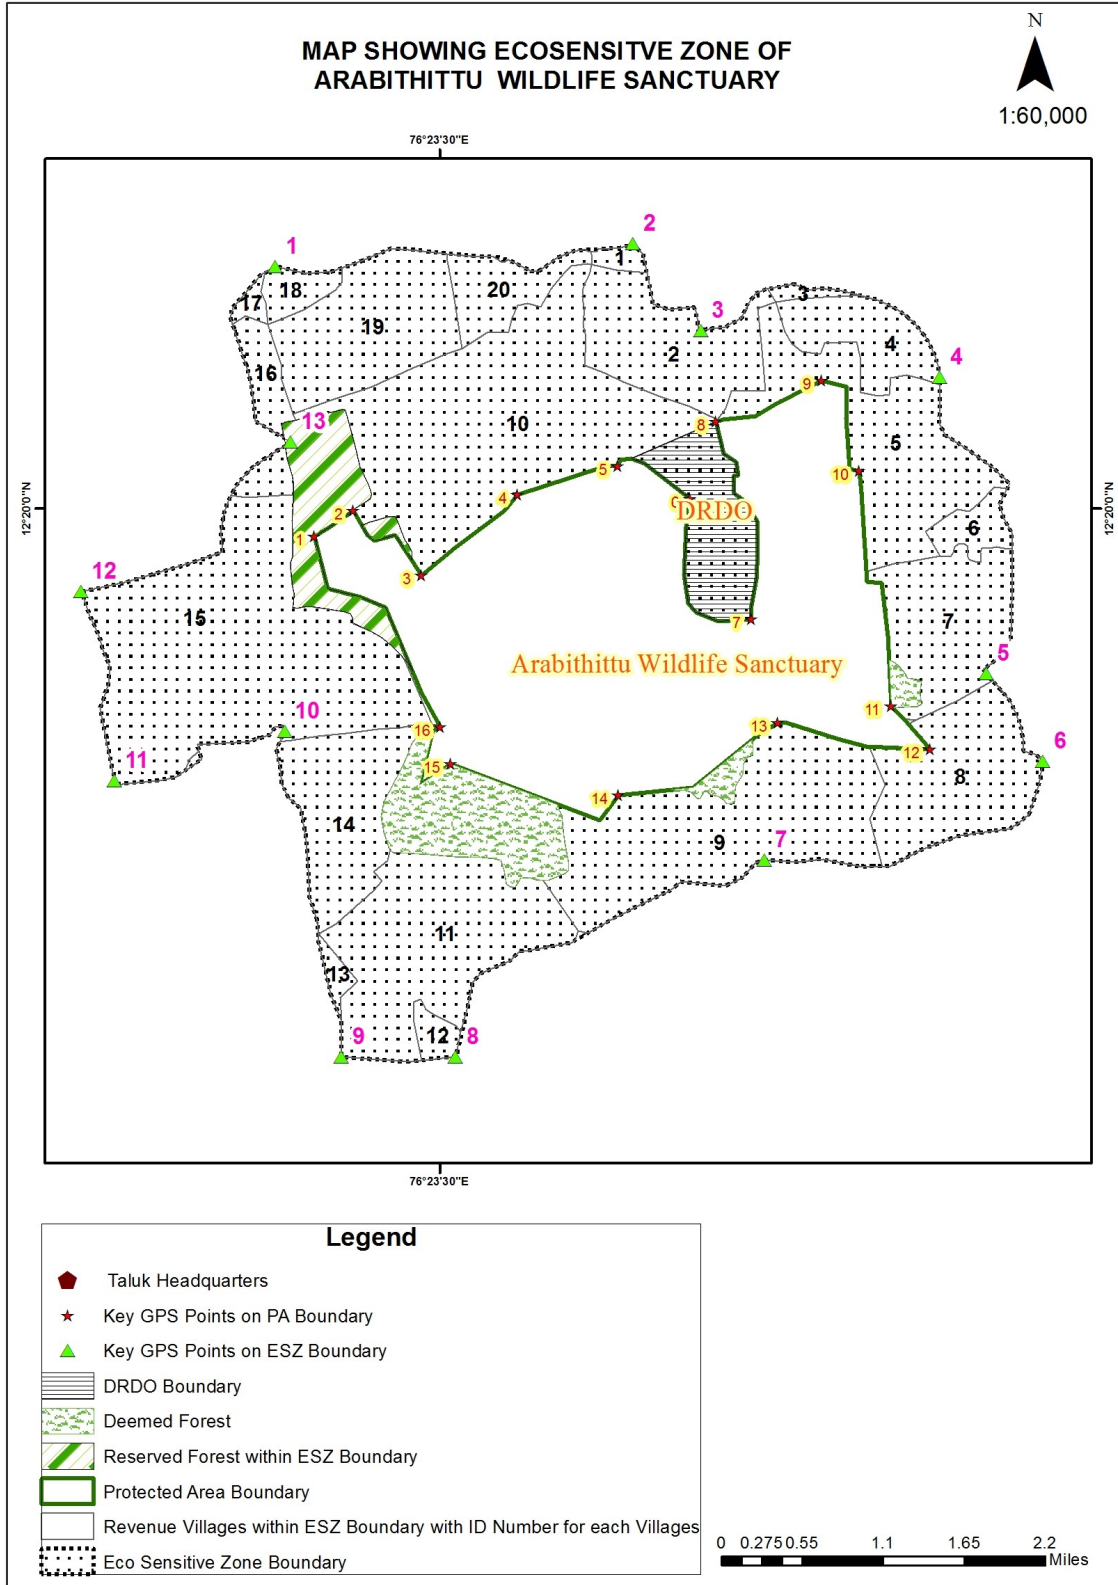 MAP SHOWING ECOSENSITVE ZONE OF
ARABITHITTU WILDLIFE SANCTUARY
N
1:60,000
76°23'30"E
2
1
1
18
20
17
3
3
19
2
4
4
16
9
13
10
8
5
5
10
4
12°20'0"N
2
DRDO
12°20'0"N
6
1
3
12
15
7
7
Arabithittu Wildlife Sanctuary
5
11
10
16
13
12
6
15
11
8
14
14
9
7
11
13
9
12
8
76°23'30"E
Legend
Taluk Headquarters
Key GPS Points on PA Boundary
Key GPS Points on ESZ Boundary
DRDO Boundary
Deemed Forest
Reserved Forest within ESZ Boundary
Protected Area Boundary
Revenue Villages within ESZ Boundary with ID Number for each Villages
Eco Sensitive Zone Boundary
0 0.275 0.55 1.1 1.65 2.2
Miles